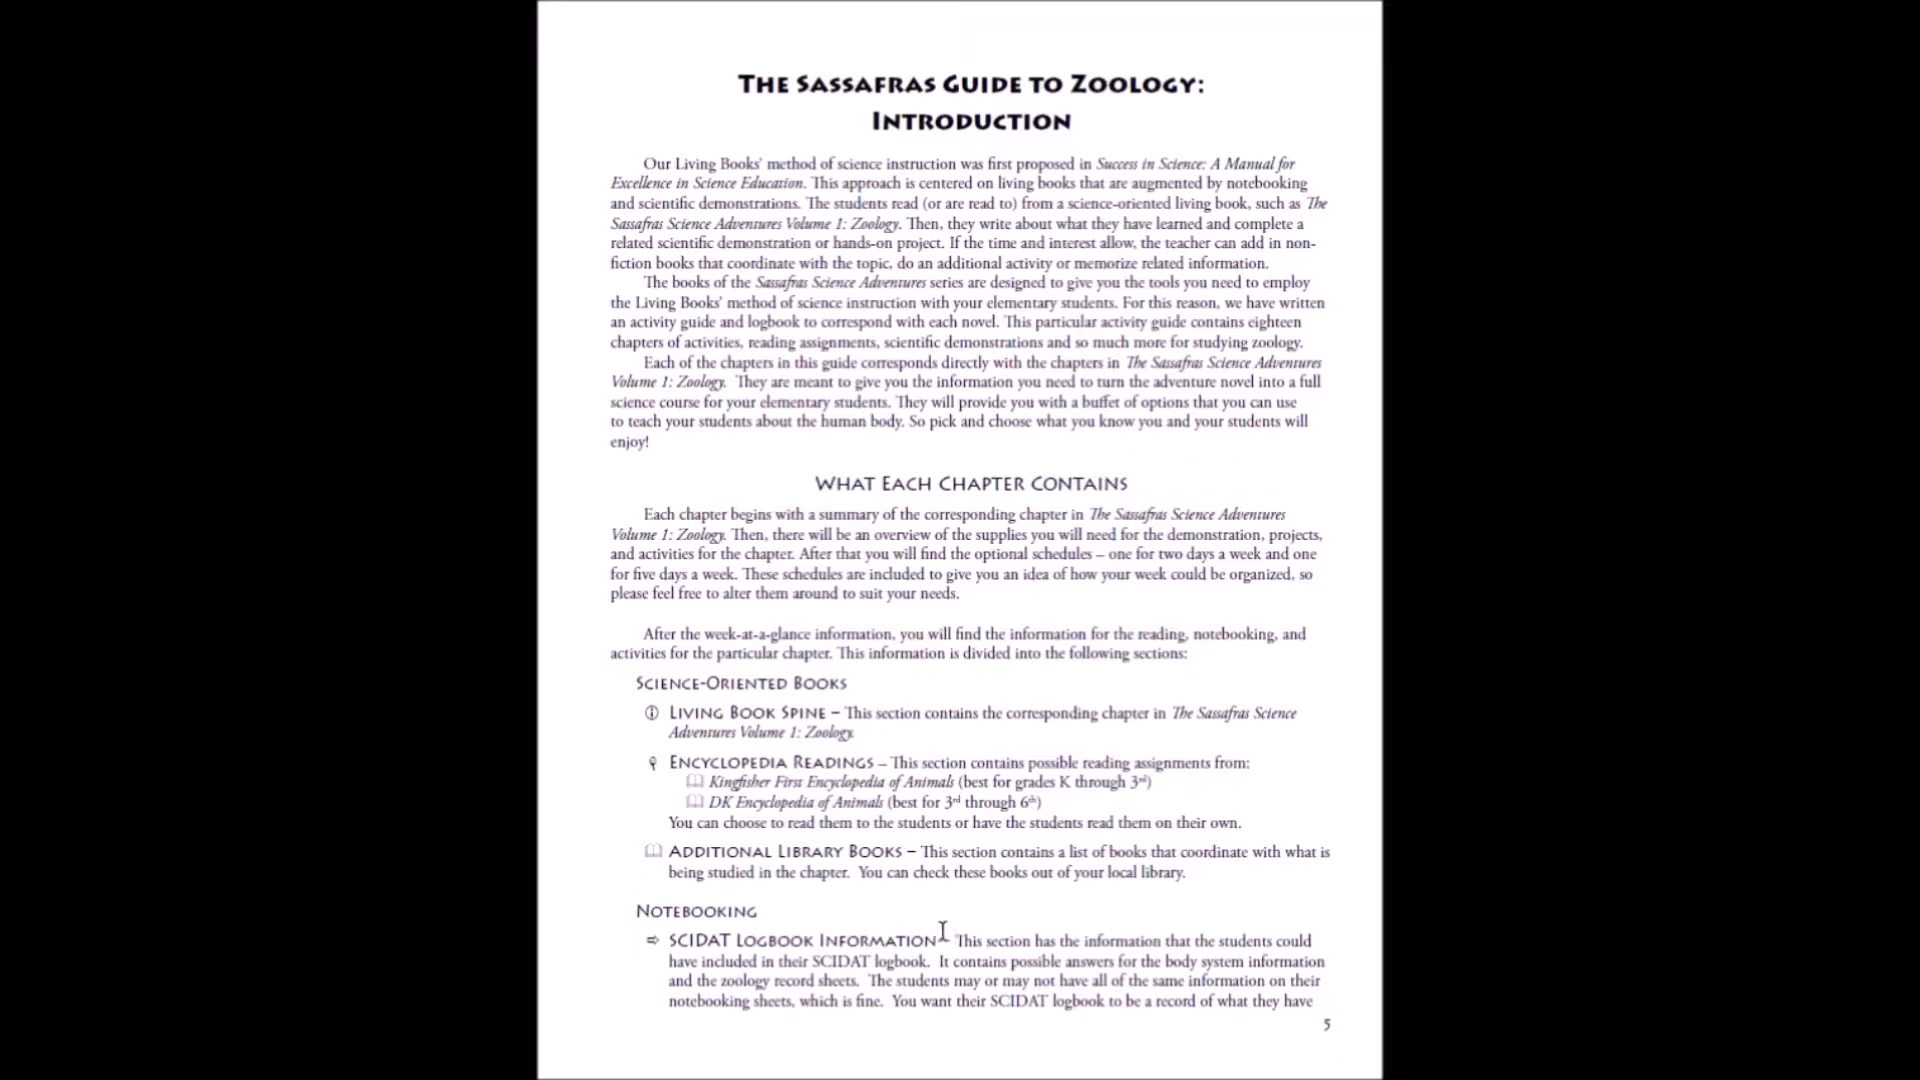 The Sassafras Guide to Zoology:
Introduction
Our Living Books' method of science instruction was first proposed in Success in Science: A Manual for
Excellence in Science Education. This approach is centered on living books that are augmented by notebooking
and scientific demonstrations. The students read (or are read to) from a science-oriented living book, such as The
Sassafras Science Adventures Volume 1: Zoology. Then, they write about what they have learned and complete a
related scientific demonstration or hands-on project. If the time and interest allow, the teacher can add in non-
fiction books that coordinate with the topic, do an additional activity or memorize related information.
The books of the Sassafras Science Adventures series are designed to give you the tools you need to employ
the Living Books' method of science instruction with your elementary students. For this reason, we have written
an activity guide and logbook to correspond with each novel. This particular activity guide contains eighteen
chapters of activities, reading assignments, scientific demonstrations and so much more for studying zoology.
Each of the chapters in this guide corresponds directly with the chapters in The Sassafras Science Adventures
Volume 1: Zoology. They are meant to give you the information you need to turn the adventure novel into a full
science course for your elementary students. They will provide you with a buffet of options that you can use
to teach your students about the human body. So pick and choose what you know you and your students will
enjoy!
What Each Chapter Contains
Each chapter begins with a summary of the corresponding chapter in The Sassafras Science Adventures
Volume 1: Zoology. Then, there will be an overview of the supplies you will need for the demonstration, projects,
and activities for the chapter. After that you will find the optional schedules – one for two days a week and one
for five days a week. These schedules are included to give you an idea of how your week could be organized, so
please feel free to alter them around to suit your needs.
After the week-at-a-glance information, you will find the information for the reading, notebooking, and
activities for the particular chapter. This information is divided into the following sections:
Science-Oriented Books
Living Book Spine – This section contains the corresponding chapter in The Sassafras Science
Adventures Volume 1: Zoology.
Encyclopedia Readings – This section contains possible reading assignments from:
Kingfisher First Encyclopedia of Animals (best for grades K through 3rd)
DK Encyclopedia of Animals (best for 3rd through 6th)
You can choose to read them to the students or have the students read them on their own.
Additional Library Books – This section contains a list of books that coordinate with what is
being studied in the chapter. You can check these books out of your local library.
Notebooking
SCIDAT Logbook Information – This section has the information that the students could
have included in their SCIDAT logbook. It contains possible answers for the body system information
and the zoology record sheets. The students may or may not have all of the same information on their
notebooking sheets, which is fine. You want their SCIDAT logbook to be a record of what they have
5